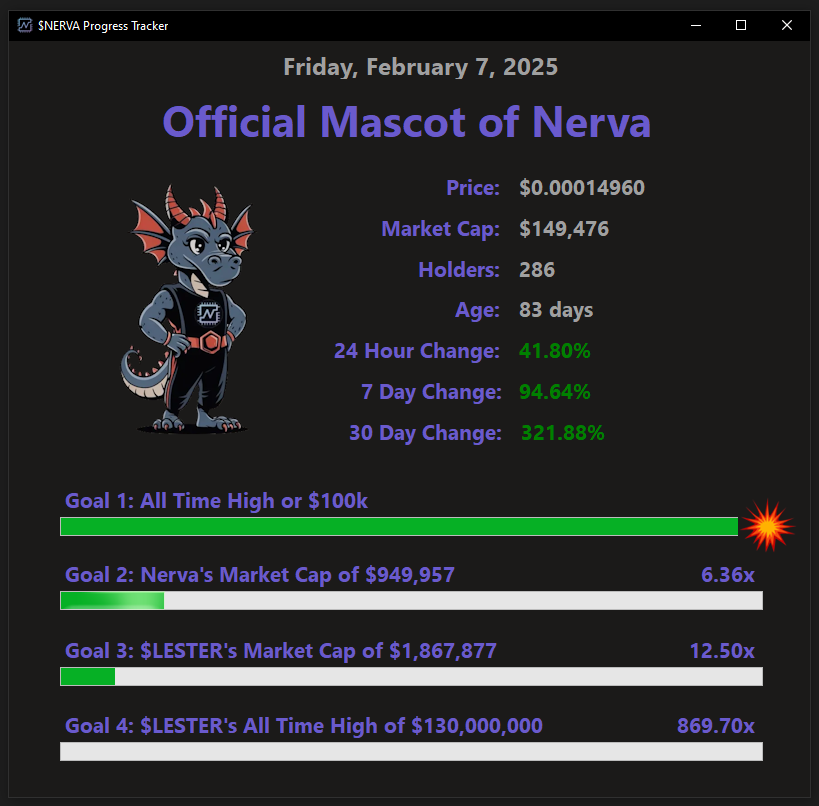 $NERVA Progress Tracker
Friday, February 7, 2025
Official Mascot of Nerva
Price: $0.00014960
Market Cap: $149,476
Holders: 286
Age: 83 days
24 Hour Change: 41.80%
7 Day Change: 94.64%
30 Day Change: 321.88%
Goal 1: All Time High or $100k
Goal 2: Nerva's Market Cap of $949,957 6.36x
Goal 3: $LESTER's Market Cap of $1,867,877 12.50x
Goal 4: $LESTER's All Time High of $130,000,000 869.70x